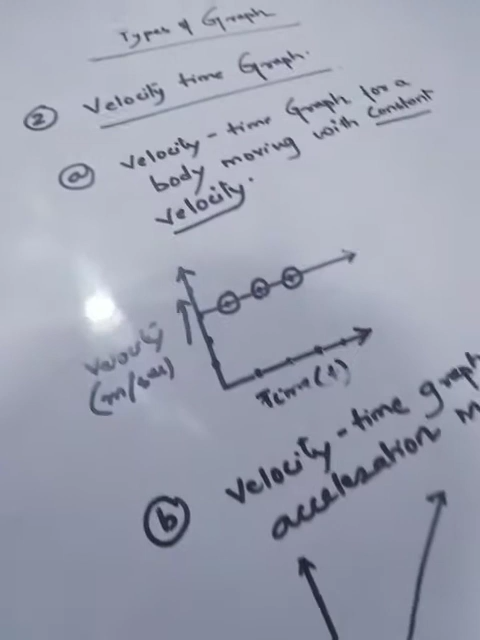 Types of Graph
② Velocity time Graph.
ⓐ Velocity-time Graph for a
body moving with constant
velocity.
Velocity
(m/sec)
Time(t)
ⓑ Velocity-time graph
acceleration